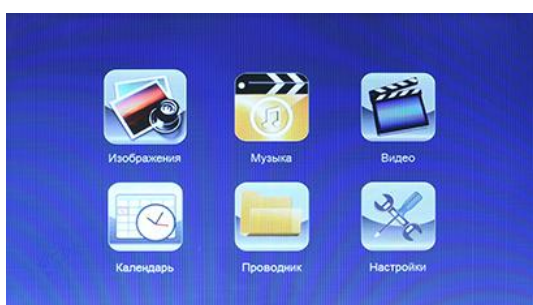 Изображения
Музыка
Видео
Календарь
Проводник
Настройки